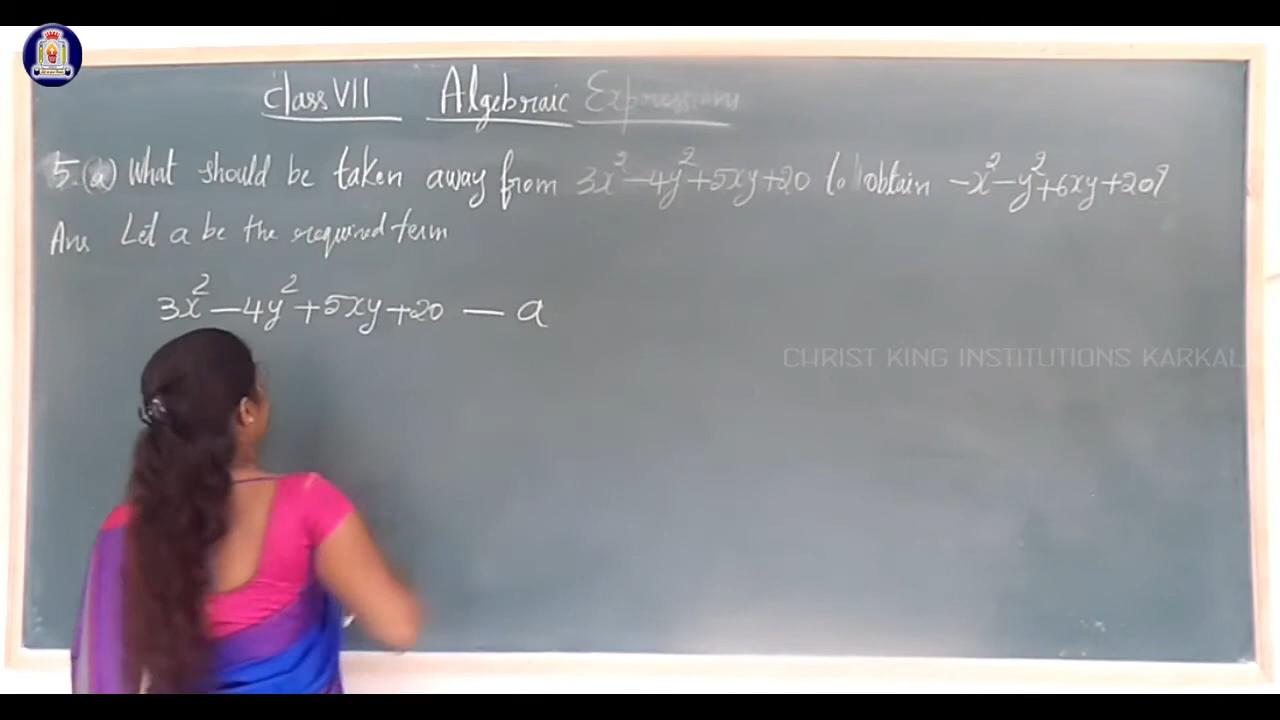 Class VII Algebraic Expressions
5.(a) What should be taken away from 3x² - 4y² + 5xy + 20 to obtain -x² - y² + 6xy + 20?
Ans Let a be the required term
3x² - 4y² + 5xy + 20 - a
CHRIST KING INSTITUTIONS KARKALA